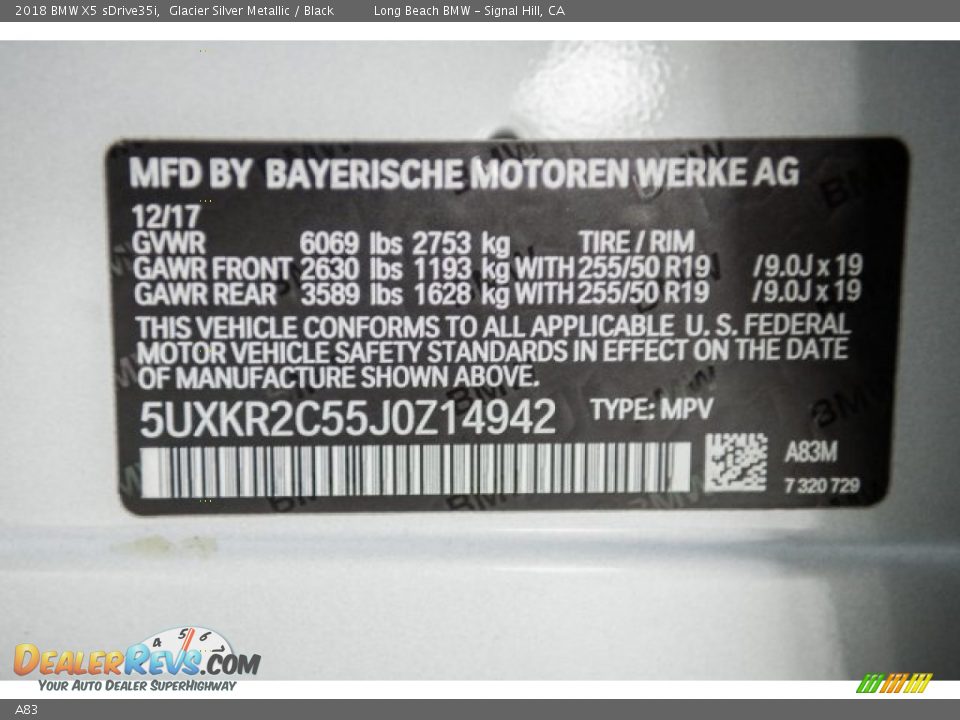 2018 BMW X5 sDrive35i, Glacier Silver Metallic / Black Long Beach BMW - Signal Hill, CA
MFD BY BAYERISCHE MOTOREN WERKE AG
12/17
GVWR 6069 lbs 2753 kg TIRE / RIM
GAWR FRONT 2630 lbs 1193 kg WITH 255/50 R19 /9.0J x 19
GAWR REAR 3589 lbs 1628 kg WITH 255/50 R19 /9.0J x 19
THIS VEHICLE CONFORMS TO ALL APPLICABLE U.S. FEDERAL
MOTOR VEHICLE SAFETY STANDARDS IN EFFECT ON THE DATE
OF MANUFACTURE SHOWN ABOVE.
5UXKR2C55J0Z14942 TYPE: MPV
A83M
7 320 729
4 5 6
DEALERREVS.COM
YOUR AUTO DEALER SUPERHIGHWAY
A83